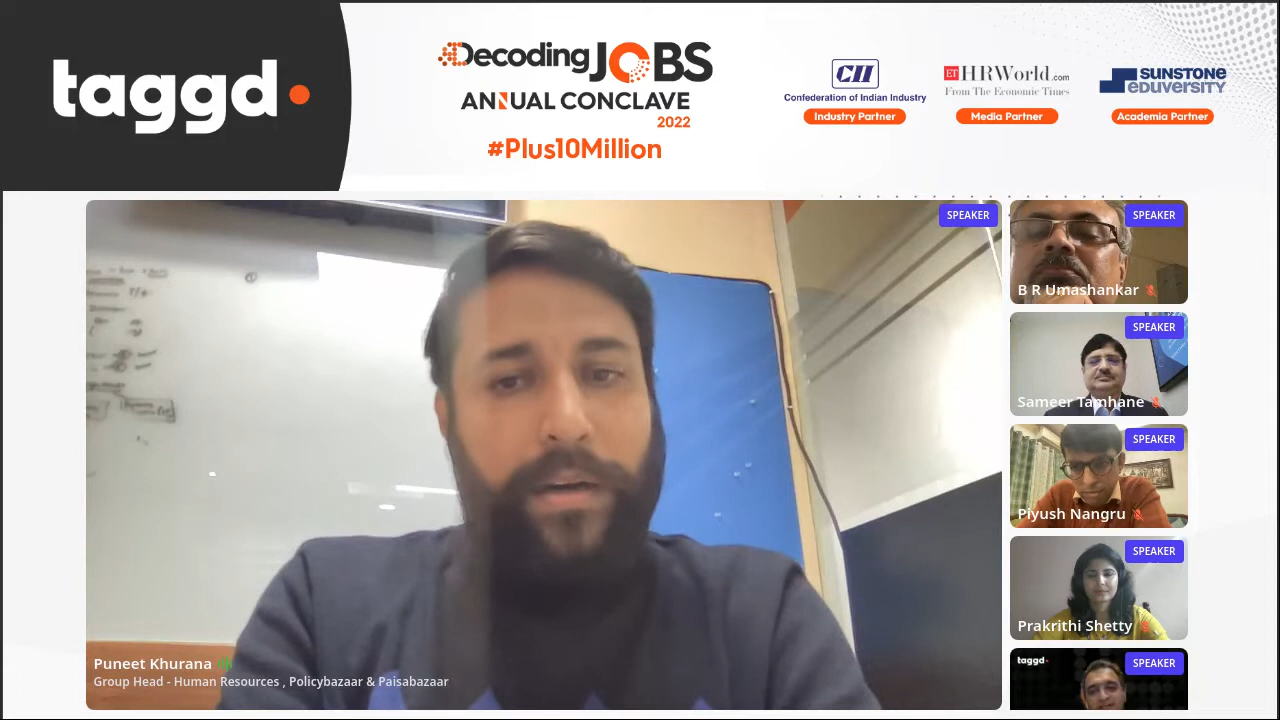 taggd
Decoding JOBS
ANNUAL CONCLAVE
2022
#Plus10Million
CII
Confederation of Indian Industry
Industry Partner
ET HRWorld.com
From The Economic Times
Media Partner
SUNSTONE
eDUVERSITY
Academia Partner
SPEAKER
Puneet Khurana
Group Head - Human Resources , Policybazaar & Paisabazaar
SPEAKER
B R Umashankar
SPEAKER
Sameer Tamhane
SPEAKER
Piyush Nangru
SPEAKER
Prakrithi Shetty
taggd
SPEAKER